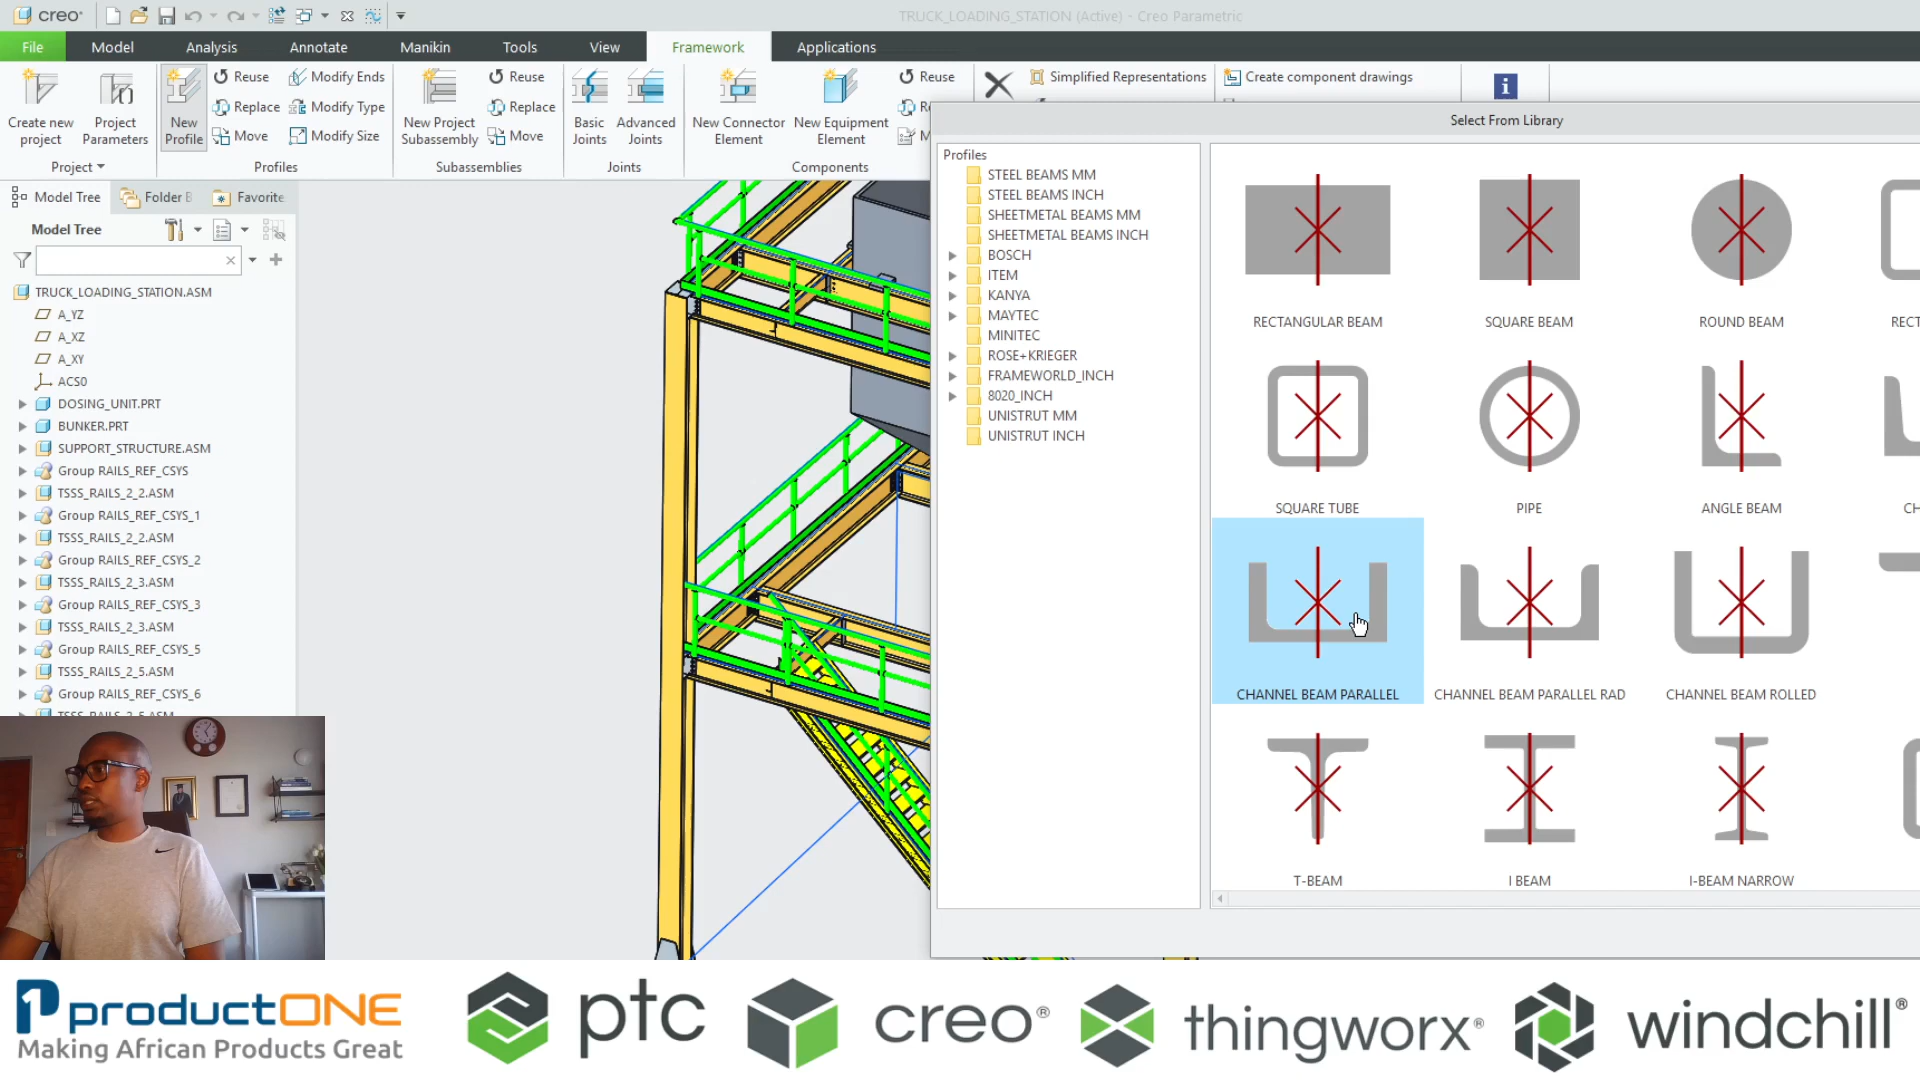 creo
TRUCK_LOADING_STATION (Active) - Creo Parametric
File Model Analysis Annotate Manikin Tools View Framework Applications
Create new project
Project Parameters
Project
New Profile
Reuse
Replace
Move
Modify Ends
Modify Type
Modify Size
Profiles
New Project Subassembly
Reuse
Replace
Move
Subassemblies
Basic Joints
Advanced Joints
Joints
New Connector Element
New Equipment Element
Reuse
Components
Simplified Representations
Create component drawings
Model Tree
Folder B
Favorite
Model Tree
TRUCK_LOADING_STATION.ASM
A_YZ
A_XZ
A_XY
ACS0
DOSING_UNIT.PRT
BUNKER.PRT
SUPPORT_STRUCTURE.ASM
Group RAILS_REF_CSYS
TSSS_RAILS_2_2.ASM
Group RAILS_REF_CSYS_1
TSSS_RAILS_2_2.ASM
Group RAILS_REF_CSYS_2
TSSS_RAILS_2_3.ASM
Group RAILS_REF_CSYS_3
TSSS_RAILS_2_3.ASM
Group RAILS_REF_CSYS_5
TSSS_RAILS_2_5.ASM
Group RAILS_REF_CSYS_6
Select From Library
Profiles
STEEL BEAMS MM
STEEL BEAMS INCH
SHEETMETAL BEAMS MM
SHEETMETAL BEAMS INCH
BOSCH
ITEM
KANYA
MAYTEC
MINITEC
ROSE+KRIEGER
FRAMEWORLD_INCH
8020_INCH
UNISTRUT MM
UNISTRUT INCH
RECTANGULAR BEAM SQUARE BEAM ROUND BEAM RECT
SQUARE TUBE PIPE ANGLE BEAM CH
CHANNEL BEAM PARALLEL CHANNEL BEAM PARALLEL RAD CHANNEL BEAM ROLLED
T-BEAM I BEAM I-BEAM NARROW
productONE
Making African Products Great
ptc
creo®
thingworx®
windchill®